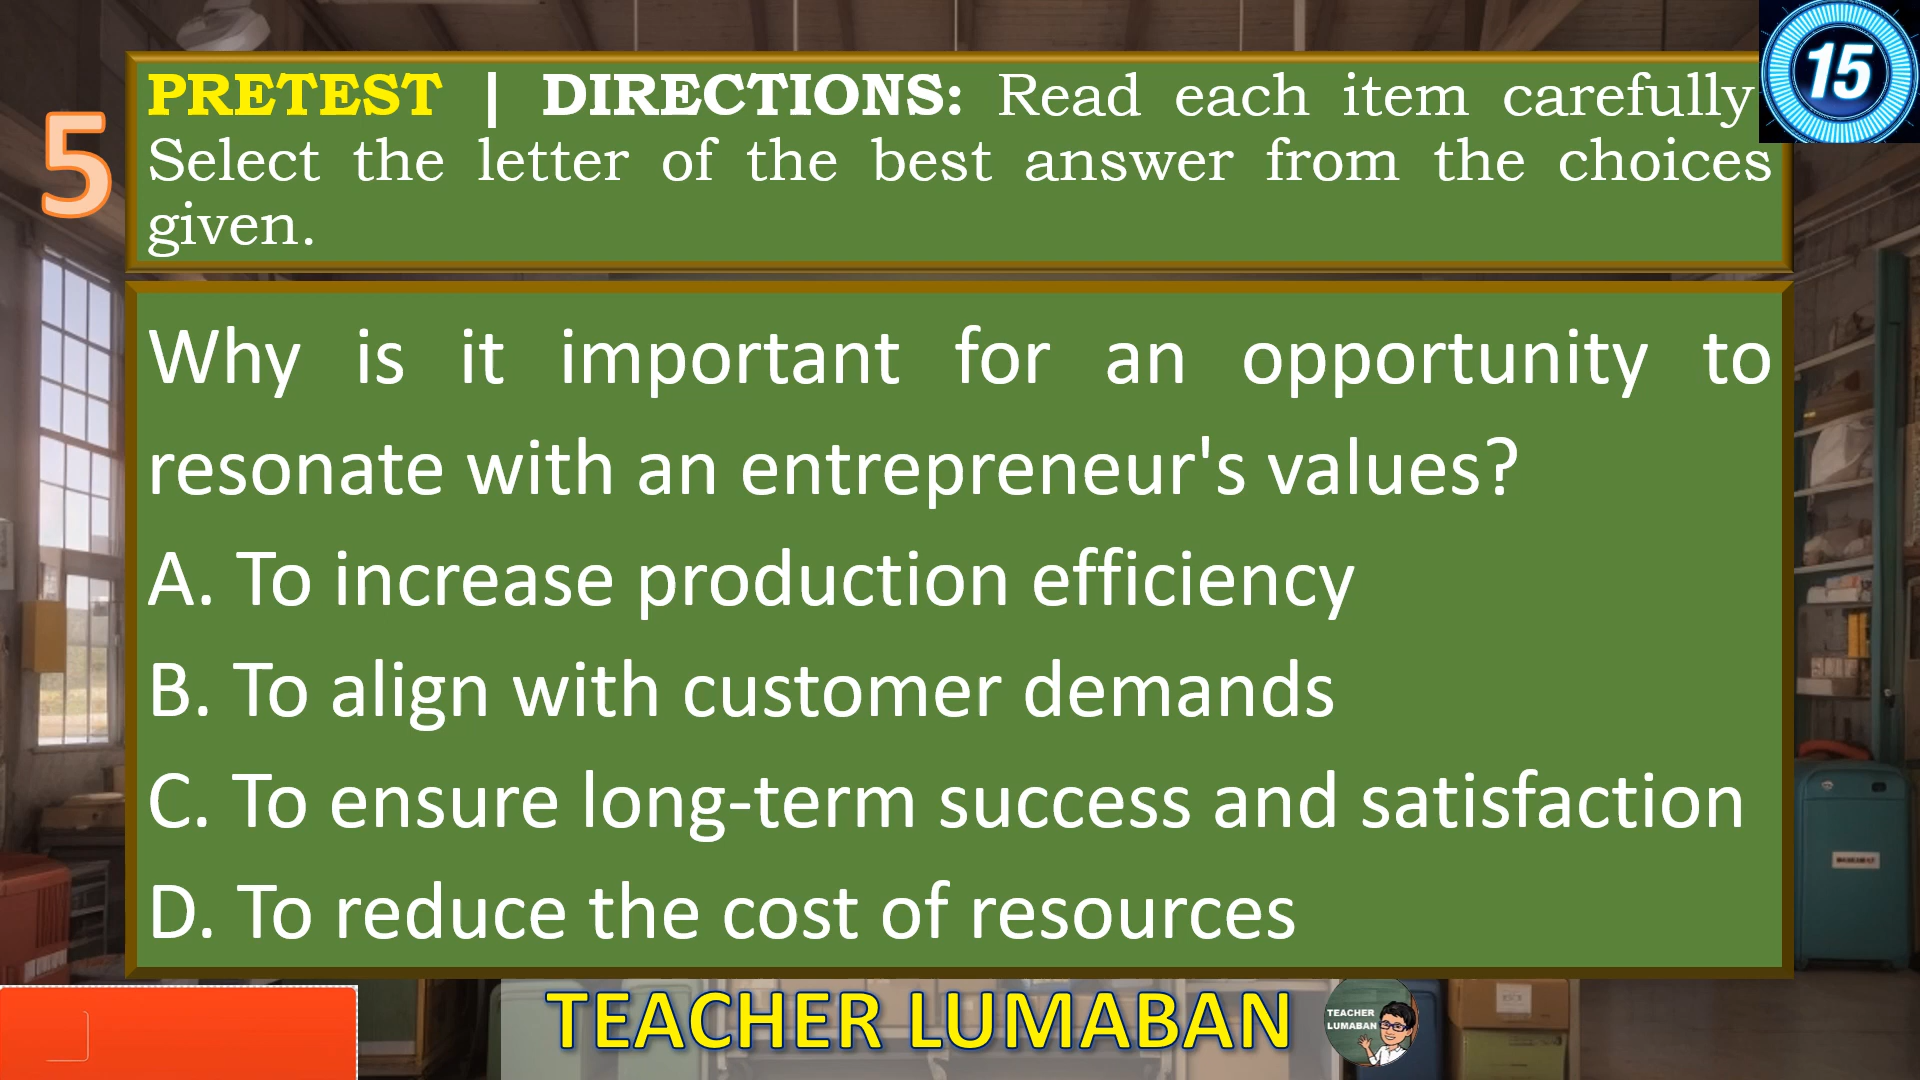 15
5
PRETEST | DIRECTIONS: Read each item carefully
Select the letter of the best answer from the choices
given.
Why is it important for an opportunity to
resonate with an entrepreneur's values?
A. To increase production efficiency
B. To align with customer demands
C. To ensure long-term success and satisfaction
D. To reduce the cost of resources
TEACHER LUMABAN
TEACHER
LUMABAN